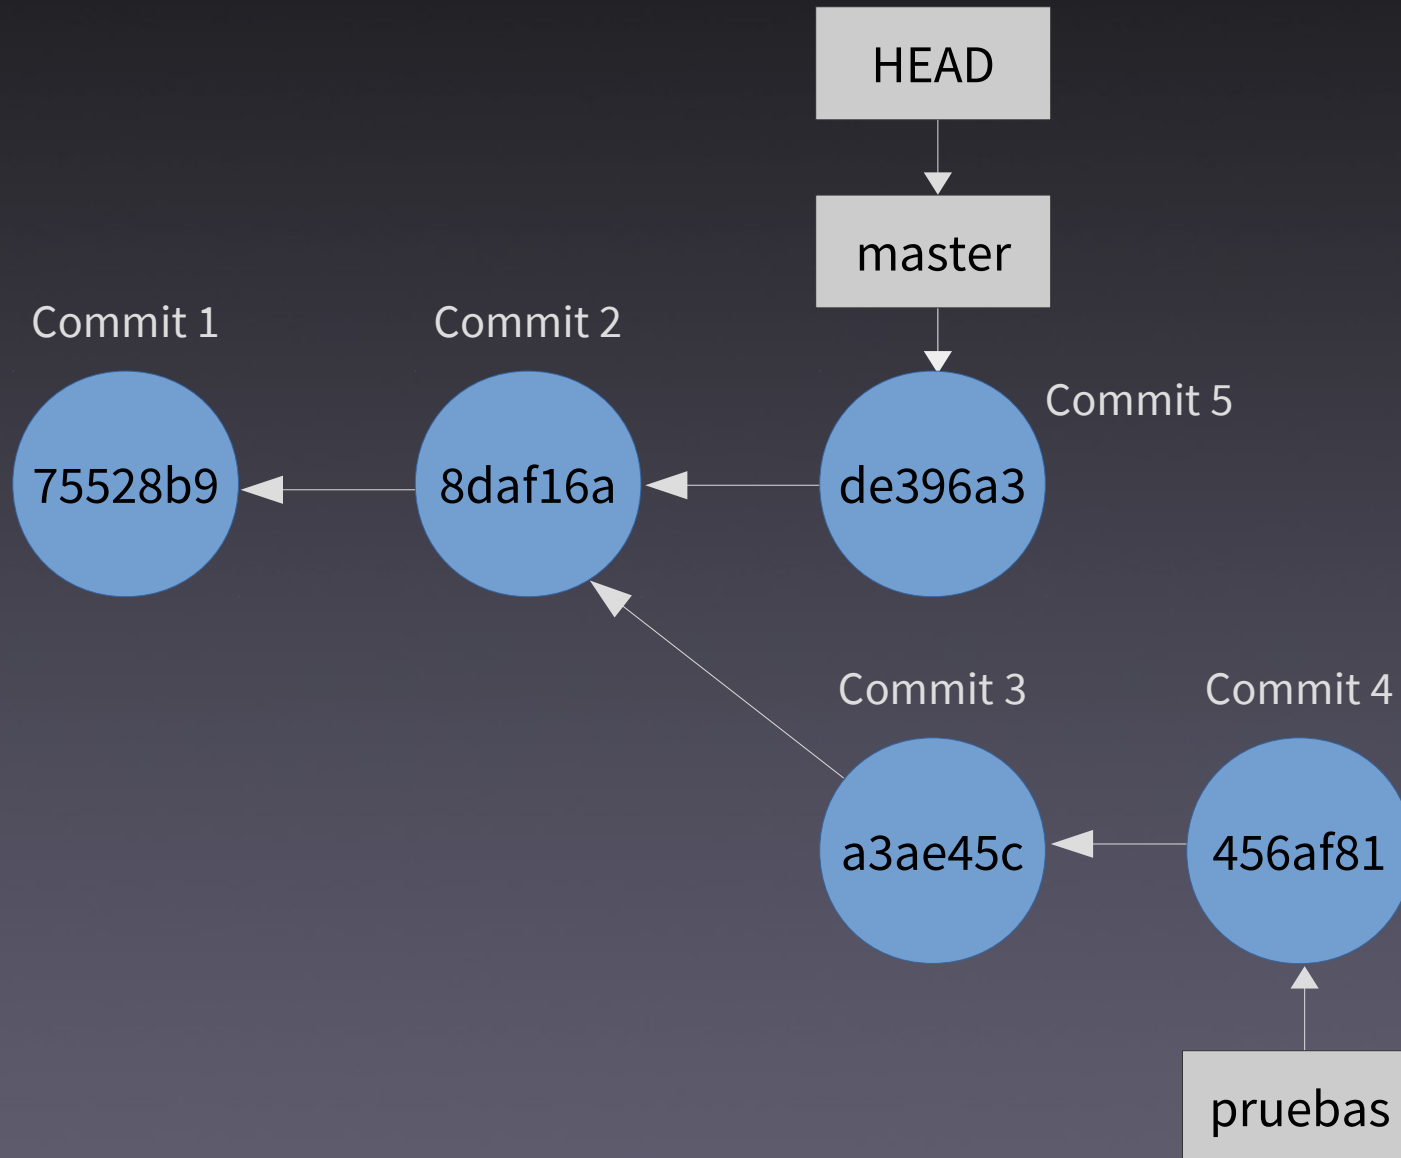 HEAD
master
Commit 1
Commit 2
Commit 5
75528b9
8daf16a
de396a3
Commit 3
Commit 4
a3ae45c
456af81
pruebas